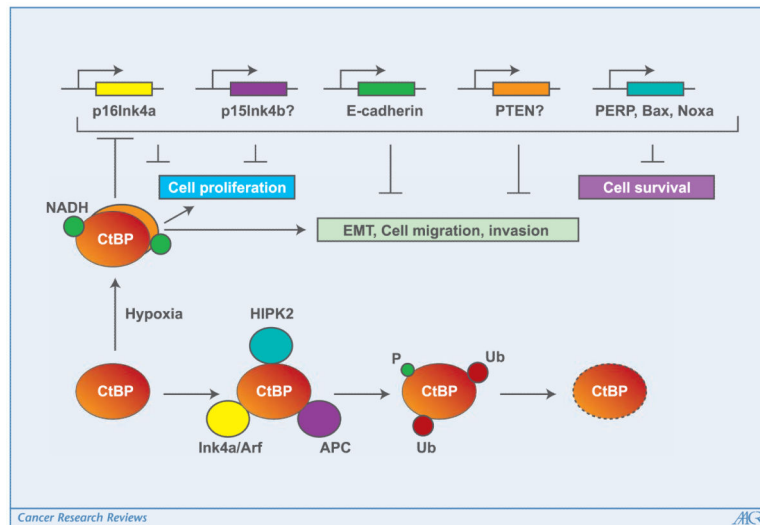 p16Ink4a p15Ink4b? E-cadherin PTEN? PERP, Bax, Noxa
Cell proliferation Cell survival
NADH
CtBP
EMT, Cell migration, invasion
Hypoxia
HIPK2
CtBP CtBP P CtBP Ub CtBP
Ink4a/Arf APC Ub
Cancer Research Reviews